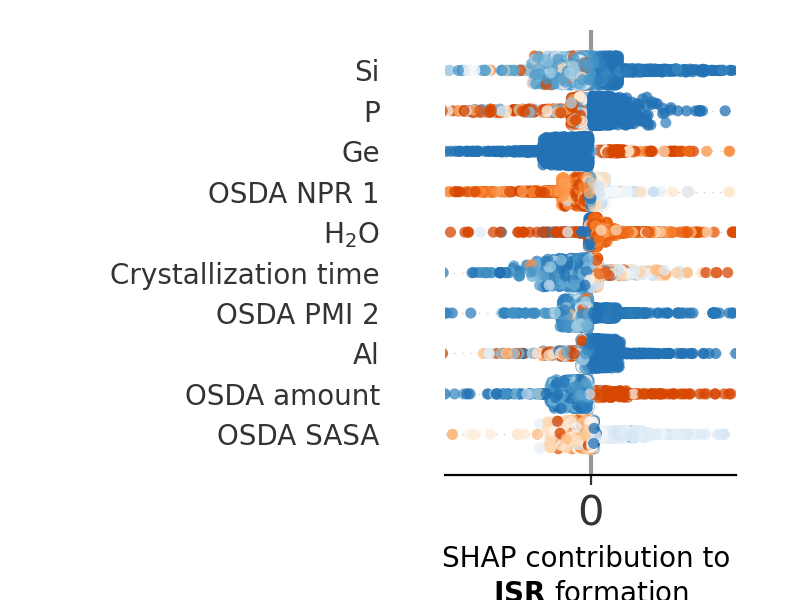 Si
P
Ge
OSDA NPR 1
H₂O
Crystallization time
OSDA PMI 2
Al
OSDA amount
OSDA SASA
0
SHAP contribution to
ISR formation